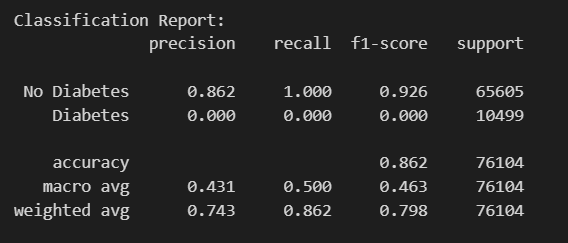 Classification Report:
precision recall f1-score support
No Diabetes 0.862 1.000 0.926 65605
Diabetes 0.000 0.000 0.000 10499
accuracy 0.862 76104
macro avg 0.431 0.500 0.463 76104
weighted avg 0.743 0.862 0.798 76104